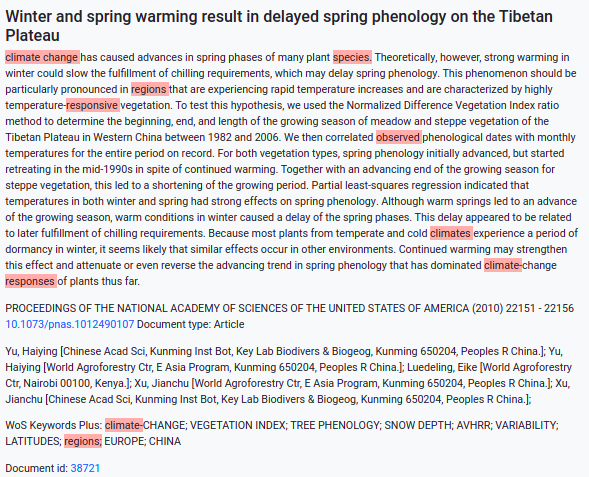 Winter and spring warming result in delayed spring phenology on the Tibetan
Plateau
climate change has caused advances in spring phases of many plant species. Theoretically, however, strong warming in
winter could slow the fulfillment of chilling requirements, which may delay spring phenology. This phenomenon should be
particularly pronounced in regions that are experiencing rapid temperature increases and are characterized by highly
temperature-responsive vegetation. To test this hypothesis, we used the Normalized Difference Vegetation Index ratio
method to determine the beginning, end, and length of the growing season of meadow and steppe vegetation of the
Tibetan Plateau in Western China between 1982 and 2006. We then correlated observed phenological dates with monthly
temperatures for the entire period on record. For both vegetation types, spring phenology initially advanced, but started
retreating in the mid-1990s in spite of continued warming. Together with an advancing end of the growing season for
steppe vegetation, this led to a shortening of the growing period. Partial least-squares regression indicated that
temperatures in both winter and spring had strong effects on spring phenology. Although warm springs led to an advance
of the growing season, warm conditions in winter caused a delay of the spring phases. This delay appeared to be related
to later fulfillment of chilling requirements. Because most plants from temperate and cold climates experience a period of
dormancy in winter, it seems likely that similar effects occur in other environments. Continued warming may strengthen
this effect and attenuate or even reverse the advancing trend in spring phenology that has dominated climate-change
responses of plants thus far.
PROCEEDINGS OF THE NATIONAL ACADEMY OF SCIENCES OF THE UNITED STATES OF AMERICA (2010) 22151 - 22156
10.1073/pnas.1012490107 Document type: Article
Yu, Haiying [Chinese Acad Sci, Kunming Inst Bot, Key Lab Biodivers & Biogeog, Kunming 650204, Peoples R China.]; Yu,
Haiying [World Agroforestry Ctr, E Asia Program, Kunming 650204, Peoples R China.]; Luedeling, Eike [World Agroforestry
Ctr, Nairobi 00100, Kenya.]; Xu, Jianchu [World Agroforestry Ctr, E Asia Program, Kunming 650204, Peoples R China.]; Xu,
Jianchu [Chinese Acad Sci, Kunming Inst Bot, Key Lab Biodivers & Biogeog, Kunming 650204, Peoples R China.];
WoS Keywords Plus: climate-CHANGE; VEGETATION INDEX; TREE PHENOLOGY; SNOW DEPTH; AVHRR; VARIABILITY;
LATITUDES; regions; EUROPE; CHINA
Document id: 38721